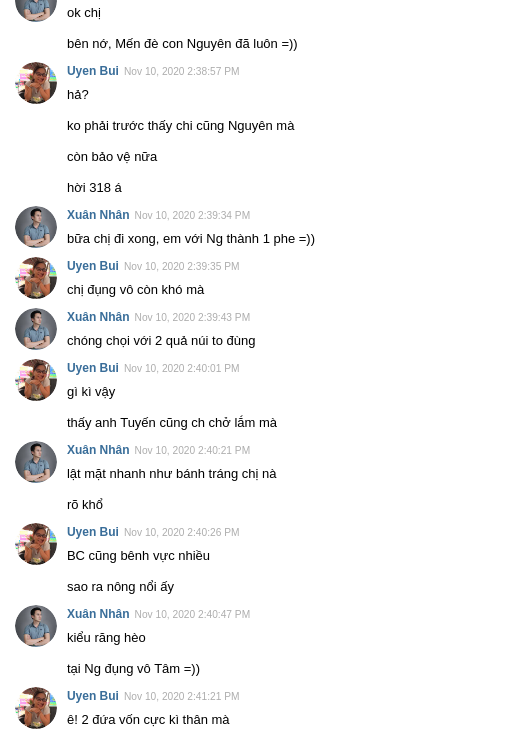 ok chị
bên nớ, Mến đè con Nguyên đã luôn =))
Uyen Bui Nov 10, 2020 2:38:57 PM
hả?
ko phải trước thấy chi cũng Nguyên mà
còn bảo vệ nữa
hời 318 á
Xuân Nhân Nov 10, 2020 2:39:34 PM
bữa chị đi xong, em với Ng thành 1 phe =))
Uyen Bui Nov 10, 2020 2:39:35 PM
chị đụng vô còn khó mà
Xuân Nhân Nov 10, 2020 2:39:43 PM
chóng chọi với 2 quả núi to đùng
Uyen Bui Nov 10, 2020 2:40:01 PM
gì kì vậy
thấy anh Tuyến cũng ch chở lắm mà
Xuân Nhân Nov 10, 2020 2:40:21 PM
lật mặt nhanh như bánh tráng chị nà
rõ khổ
Uyen Bui Nov 10, 2020 2:40:26 PM
BC cũng bênh vực nhiều
sao ra nông nổi ấy
Xuân Nhân Nov 10, 2020 2:40:47 PM
kiểu răng hèo
tại Ng đụng vô Tâm =))
Uyen Bui Nov 10, 2020 2:41:21 PM
ê! 2 đứa vốn cực kì thân mà